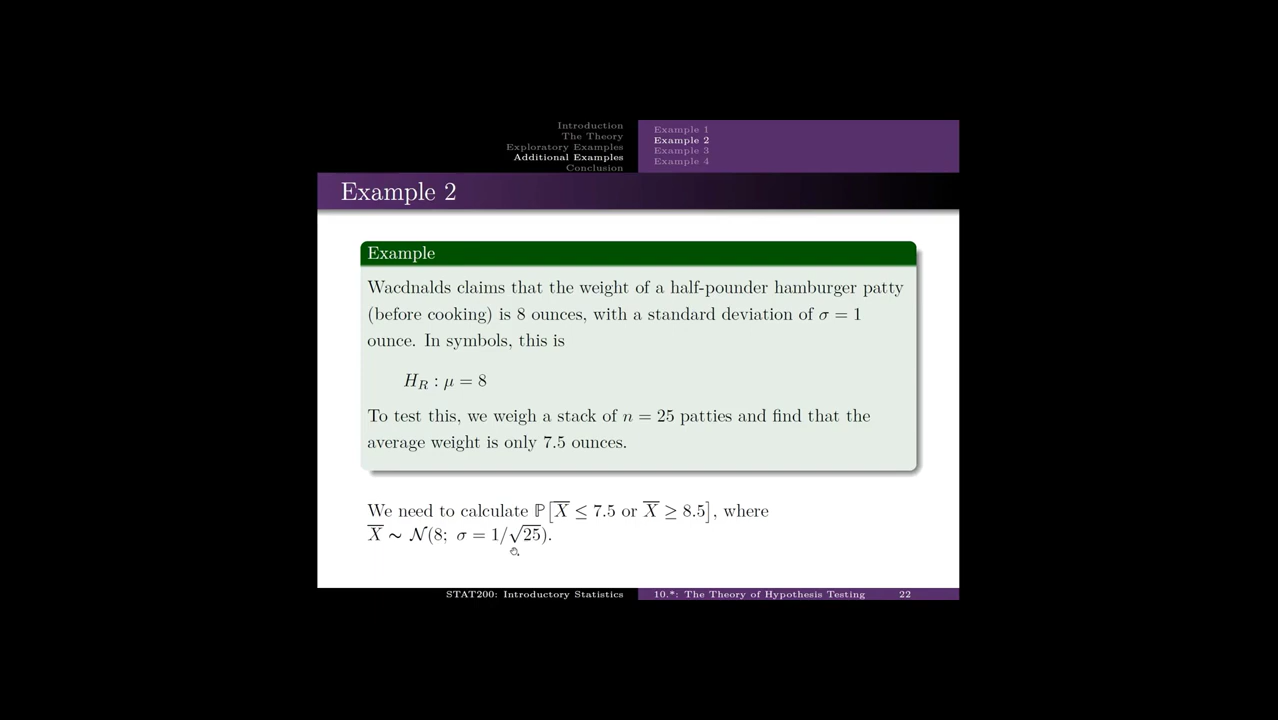 Introduction
The Theory
Exploratory Examples
Additional Examples
Conclusion
Example 1
Example 2
Example 3
Example 4
Example 2
Example
Wacdnalds claims that the weight of a half-pounder hamburger patty
(before cooking) is 8 ounces, with a standard deviation of σ = 1
ounce. In symbols, this is
H_R : μ = 8
To test this, we weigh a stack of n = 25 patties and find that the
average weight is only 7.5 ounces.
We need to calculate ℙ[X̅ ≤ 7.5 or X̅ ≥ 8.5], where
X̅ ∼ 𝒩(8; σ = 1/√25).
STAT200: Introductory Statistics
10.*: The Theory of Hypothesis Testing
22